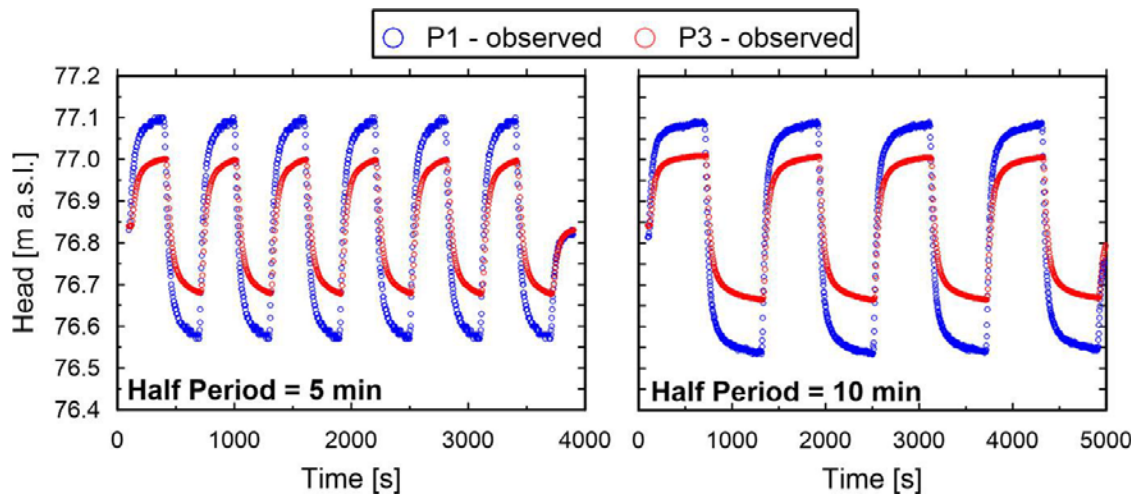 P1 - observed P3 - observed
77.2
77.1
77.0
76.9
76.8
76.7
76.6
76.5
76.4
Head [m a.s.l.]
Half Period = 5 min
Half Period = 10 min
0 1000 2000 3000 4000
0 1000 2000 3000 4000 5000
Time [s]
Time [s]